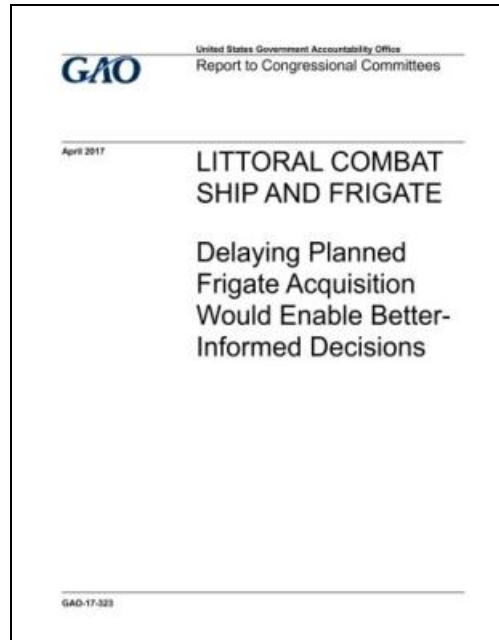 United States Government Accountability Office
GAO
Report to Congressional Committees
April 2017
LITTORAL COMBAT
SHIP AND FRIGATE
Delaying Planned
Frigate Acquisition
Would Enable Better-
Informed Decisions
GAO-17-323